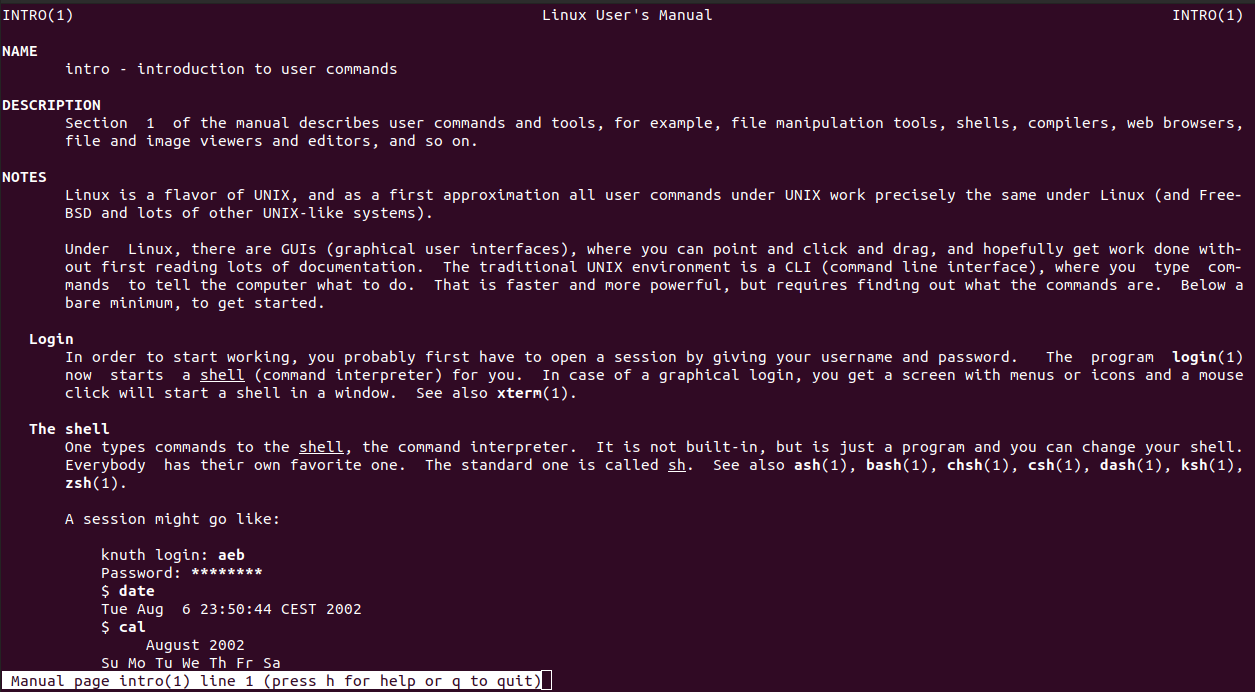 INTRO(1) Linux User's Manual INTRO(1)
NAME
intro - introduction to user commands
DESCRIPTION
Section 1 of the manual describes user commands and tools, for example, file manipulation tools, shells, compilers, web browsers,
file and image viewers and editors, and so on.
NOTES
Linux is a flavor of UNIX, and as a first approximation all user commands under UNIX work precisely the same under Linux (and Free-
BSD and lots of other UNIX-like systems).
Under Linux, there are GUIs (graphical user interfaces), where you can point and click and drag, and hopefully get work done with-
out first reading lots of documentation. The traditional UNIX environment is a CLI (command line interface), where you type com-
mands to tell the computer what to do. That is faster and more powerful, but requires finding out what the commands are. Below a
bare minimum, to get started.
Login
In order to start working, you probably first have to open a session by giving your username and password. The program login(1)
now starts a shell (command interpreter) for you. In case of a graphical login, you get a screen with menus or icons and a mouse
click will start a shell in a window. See also xterm(1).
The shell
One types commands to the shell, the command interpreter. It is not built-in, but is just a program and you can change your shell.
Everybody has their own favorite one. The standard one is called sh. See also ash(1), bash(1), chsh(1), csh(1), dash(1), ksh(1),
zsh(1).
A session might go like:
knuth login: aeb
Password: ********
$ date
Tue Aug 6 23:50:44 CEST 2002
$ cal
August 2002
Su Mo Tu We Th Fr Sa
Manual page intro(1) line 1 (press h for help or q to quit)